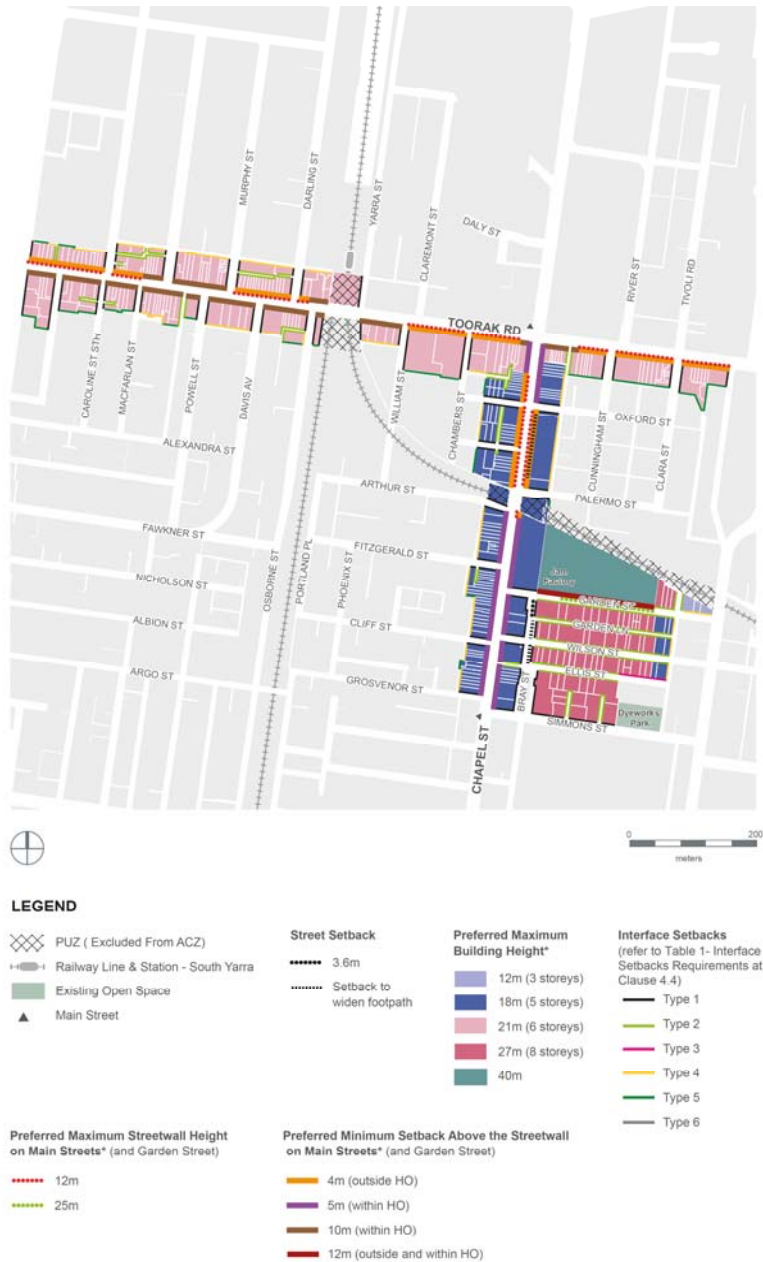 MURPHY ST
DARLING ST
YARRA ST
CLAREMONT ST
DALY ST
RIVER ST
TIVOLI RD
TOORAK RD
CAROLINE ST STH
MACFARLAN ST
POWELL ST
DAVIS AV
WILLIAM ST
CHAMBERS ST
OXFORD ST
CUNNINGHAM ST
CLARA ST
ALEXANDRA ST
ARTHUR ST
PALERMO ST
FAWKNER ST
OSBORNE ST
PORTLAND PL
PHOENIX ST
FITZGERALD ST
Jam
Factory
NICHOLSON ST
GARDEN ST
ALBION ST
CLIFF ST
GARDEN LN
WILSON ST
ARGO ST
GROSVENOR ST
ELLIS ST
BRAY ST
CHAPEL ST
SIMMONS ST
Dyeworks
Park
0
200
meters
LEGEND
PUZ ( Excluded From ACZ)
Railway Line & Station - South Yarra
Existing Open Space
Main Street
Street Setback
3.6m
Setback to
widen footpath
Preferred Maximum
Building Height*
12m (3 storeys)
18m (5 storeys)
21m (6 storeys)
27m (8 storeys)
40m
Interface Setbacks
(refer to Table 1- Interface
Setbacks Requirements at
Clause 4.4)
Type 1
Type 2
Type 3
Type 4
Type 5
Type 6
Preferred Maximum Streetwall Height
on Main Streets* (and Garden Street)
12m
25m
Preferred Minimum Setback Above the Streetwall
on Main Streets* (and Garden Street)
4m (outside HO)
5m (within HO)
10m (within HO)
12m (outside and within HO)